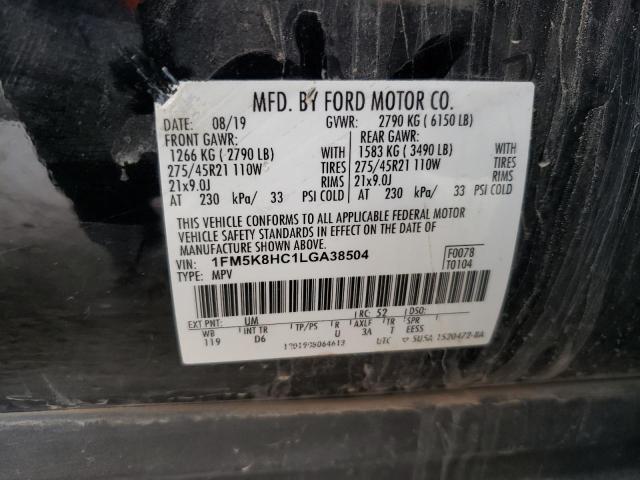 MFD. BY FORD MOTOR CO.
DATE: 08/19 GVWR: 2790 KG ( 6150 LB)
FRONT GAWR: REAR GAWR:
1266 KG ( 2790 LB) WITH 1583 KG ( 3490 LB) WITH
275/45R21 110W TIRES 275/45R21 110W TIRES
21x9.0J RIMS 21x9.0J RIMS
AT 230 kPa/ 33 PSI COLD AT 230 kPa/ 33 PSI COLD
THIS VEHICLE CONFORMS TO ALL APPLICABLE FEDERAL MOTOR
VEHICLE SAFETY STANDARDS IN EFFECT ON THE DATE OF
MANUFACTURE SHOWN ABOVE.
VIN: 1FM5K8HC1LGA38504 F0078
TYPE: MPV T0104
EXT PNT: UM RC: 52 DSO:
WB INT TR TP/PS R AXLE TR SPR
119 D6 U 3A T EESS
UTC